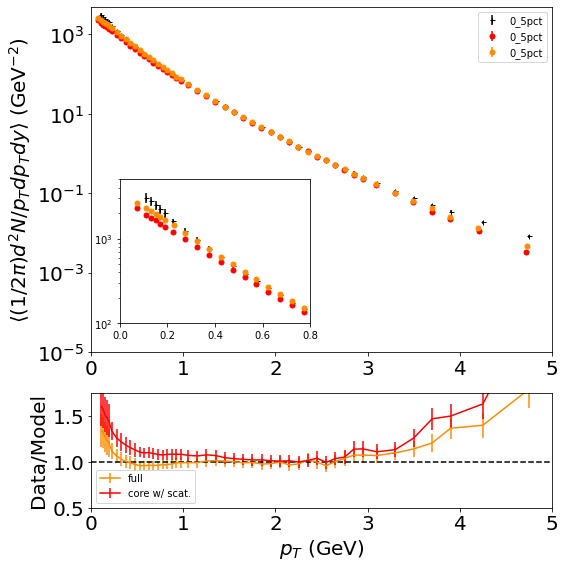 ⟨(1/2π)d²N/p_Tdp_Tdy⟩ (GeV⁻²)
10³
10¹
10⁻¹
10⁻³
10⁻⁵
0_5pct
0_5pct
0_5pct
10³
10²
0.0 0.2 0.4 0.6 0.8
0 1 2 3 4 5
Data/Model
1.5
1.0
0.5
full
core w/ scat.
0 1 2 3 4 5
p_T (GeV)